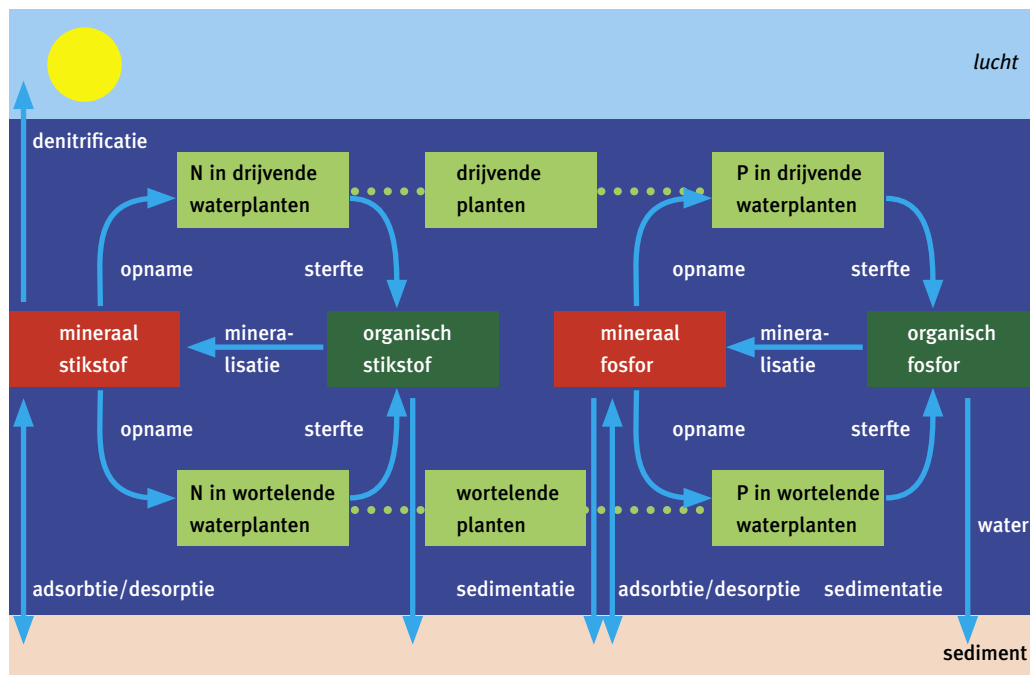 lucht
denitrificatie
N in drijvende
waterplanten
drijvende
planten
P in drijvende
waterplanten
opname
sterfte
opname
sterfte
mineraal
stikstof
minera-
lisatie
organisch
stikstof
mineraal
fosfor
minera-
lisatie
organisch
fosfor
opname
sterfte
opname
sterfte
N in wortelende
waterplanten
wortelende
planten
P in wortelende
waterplanten
water
adsorbtie/desorptie
sedimentatie
adsorbtie/desorptie
sedimentatie
sediment